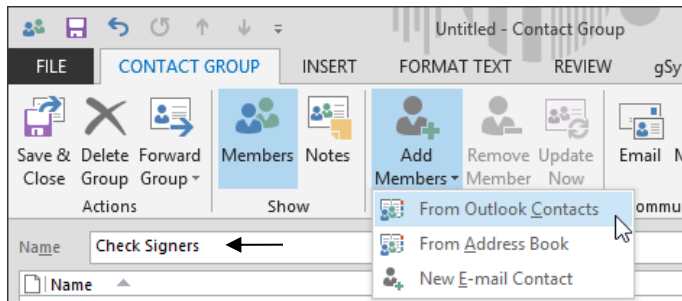 Untitled - Contact Group
FILE CONTACT GROUP INSERT FORMAT TEXT REVIEW gSy
Save & Close Delete Group Forward Group Members Notes Add Members Remove Member Update Now Email
Actions Show ommu
From Outlook Contacts
From Address Book
New E-mail Contact
Name Check Signers
Name